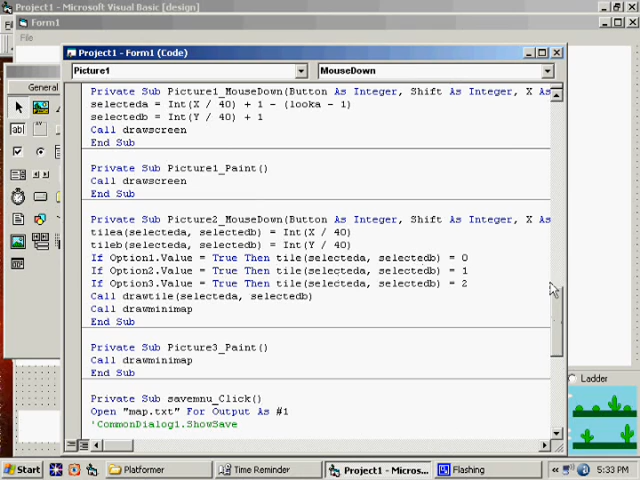 Project1 - Microsoft Visual Basic [design]
Form1
File
Project1 - Form1 (Code)
Picture1
MouseDown
General
Private Sub Picture1_MouseDown(Button As Integer, Shift As Integer, X As
selecteda = Int(X / 40) + 1 - (looka - 1)
selectedb = Int(Y / 40) + 1
Call drawscreen
End Sub
Private Sub Picture1_Paint()
Call drawscreen
End Sub
Private Sub Picture2_MouseDown(Button As Integer, Shift As Integer, X As
tilea(selecteda, selectedb) = Int(X / 40)
tileb(selecteda, selectedb) = Int(Y / 40)
If Option1.Value = True Then tile(selecteda, selectedb) = 0
If Option2.Value = True Then tile(selecteda, selectedb) = 1
If Option3.Value = True Then tile(selecteda, selectedb) = 2
Call drawtile(selecteda, selectedb)
Call drawminimap
End Sub
Private Sub Picture3_Paint()
Call drawminimap
End Sub
Private Sub savemnu_Click()
Open "map.txt" For Output As #1
'CommonDialog1.ShowSave
Ladder
Start
Platformer
Time Reminder
Project1 - Micros...
Flashing
5:33 PM